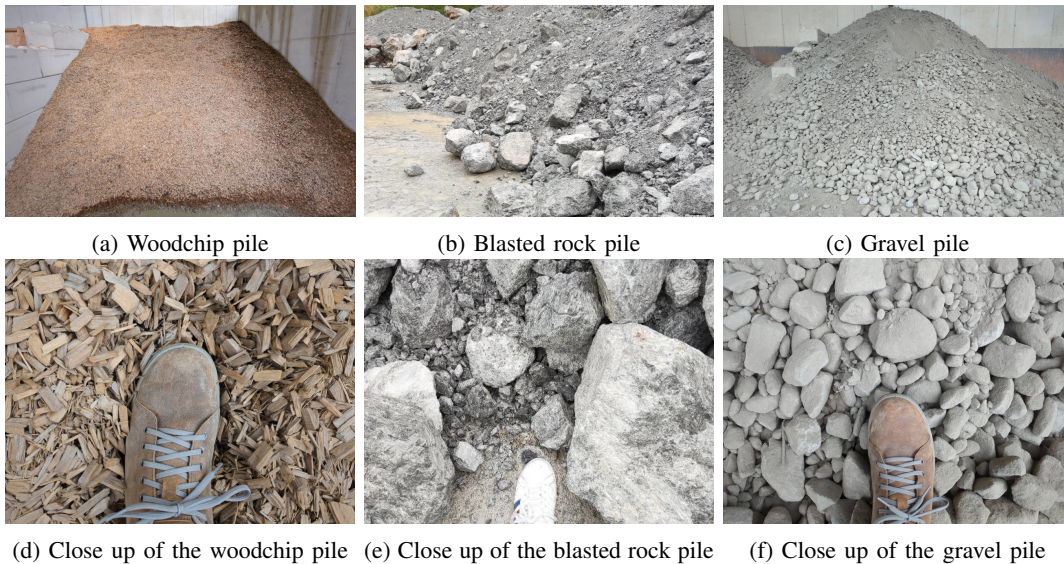 (a) Woodchip pile
(b) Blasted rock pile
(c) Gravel pile
(d) Close up of the woodchip pile
(e) Close up of the blasted rock pile
(f) Close up of the gravel pile